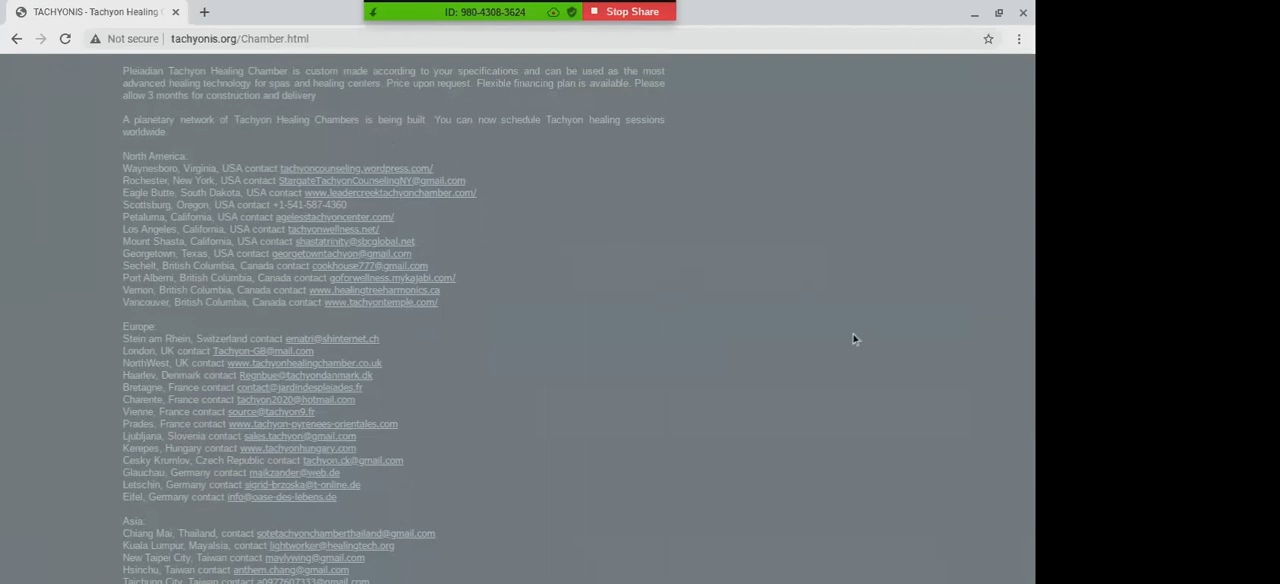 TACHYONIS - Tachyon Healing C
ID: 980-4308-3624
Stop Share
Not secure
tachyonis.org/Chamber.html
Pleiadian Tachyon Healing Chamber is custom made according to your specifications and can be used as the most
advanced healing technology for spas and healing centers. Price upon request. Flexible financing plan is available. Please
allow 3 months for construction and delivery
A planetary network of Tachyon Healing Chambers is being built. You can now schedule Tachyon healing sessions
worldwide.
North America:
Waynesboro, Virginia, USA contact tachyoncounseling.wordpress.com/
Rochester, New York, USA contact StargateTachyonCounselingNY@gmail.com
Eagle Butte, South Dakota, USA contact www.leadercreektachyonchamber.com/
Scottsburg, Oregon, USA contact +1-541-587-4360
Petaluma, California, USA contact agelesstachyoncenter.com/
Los Angeles, California, USA contact tachyonwellness.net/
Mount Shasta, California, USA contact shastatrinity@sbcglobal.net
Georgetown, Texas, USA contact georgetowntachyon@gmail.com
Sechelt, British Columbia, Canada contact cookhouse777@gmail.com
Port Alberni, British Columbia, Canada contact goforwellness.mykajabi.com/
Vernon, British Columbia, Canada contact www.healingtreeharmonics.ca
Vancouver, British Columbia, Canada contact www.tachyontemple.com/
Europe:
Stein am Rhein, Switzerland contact ematri@shinternet.ch
London, UK contact Tachyon-GB@mail.com
NorthWest, UK contact www.tachyonhealingchamber.co.uk
Haarlev, Denmark contact Regnbue@tachyondanmark.dk
Bretagne, France contact contact@jardindespleiades.fr
Charente, France contact tachyon2020@hotmail.com
Vienne, France contact source@tachyon9.fr
Prades, France contact www.tachyon-pyrenees-orientales.com
Ljubljana, Slovenia contact sales.tachyon@gmail.com
Kerepes, Hungary contact www.tachyonhungary.com
Cesky Krumlov, Czech Republic contact tachyon.ck@gmail.com
Glauchau, Germany contact maikzander@web.de
Letschin, Germany contact sigrid-brzoska@t-online.de
Eifel, Germany contact info@oase-des-lebens.de
Asia:
Chiang Mai, Thailand, contact sotetachyonchamberthailand@gmail.com
Kuala Lumpur, Mayalsia, contact lightworker@healingtech.org
New Taipei City, Taiwan contact maylywing@gmail.com
Hsinchu, Taiwan contact anthem.chang@gmail.com
Taichung City, Taiwan contact a0972607333@gmail.com